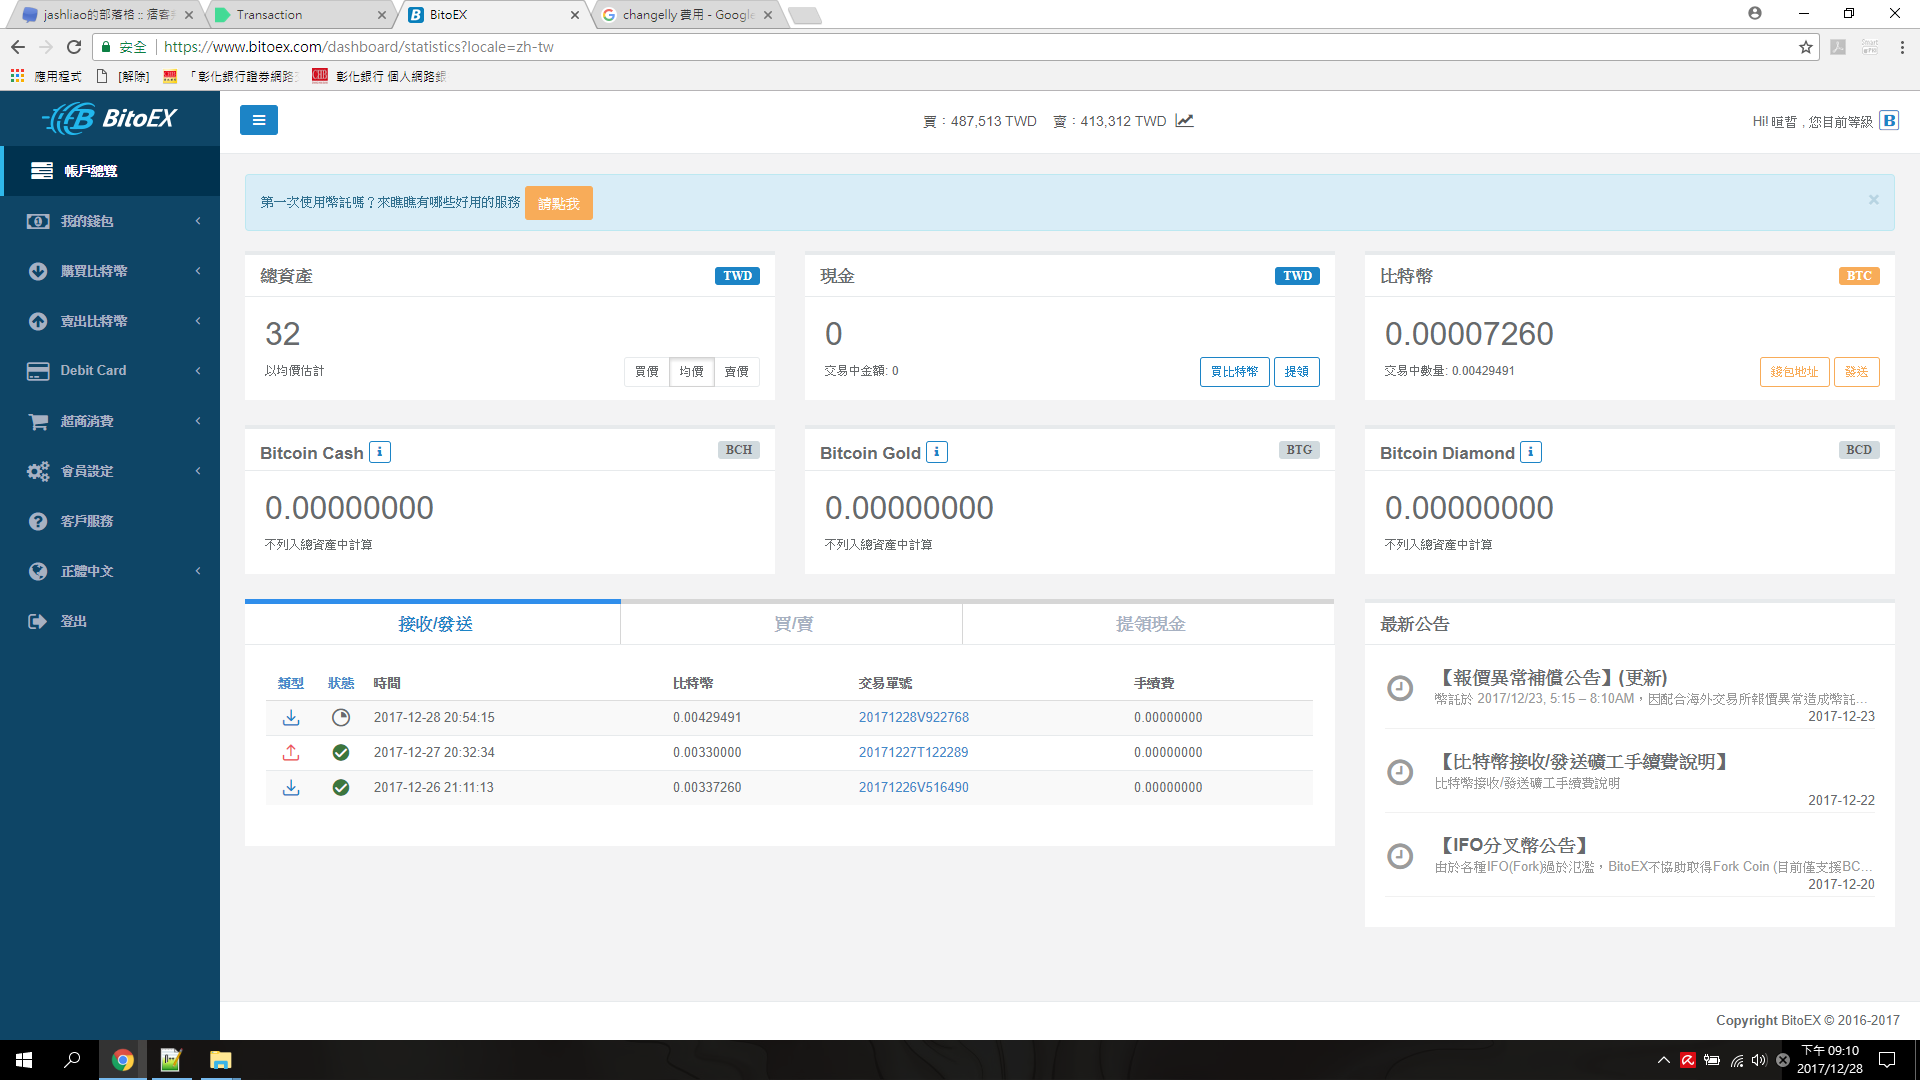 jashliao的部落格 :: 痞客
Transaction
BitoEX
changelly 費用 - Google
安全
https://www.bitoex.com/dashboard/statistics?locale=zh-tw
應用程式
[解除]
「彰化銀行證券網路
彰化銀行 個人網路銀
BitoEX
買：487,513 TWD
賣：413,312 TWD
Hi! 暄哲 , 您目前等級
B
帳戶總覽
我的錢包
購買比特幣
賣出比特幣
Debit Card
超商消費
會員設定
客戶服務
正體中文
登出
第一次使用幣託嗎？來瞧瞧有哪些好用的服務
請點我
×
總資產
TWD
32
以均價估計
買價
均價
賣價
現金
TWD
0
交易中金額: 0
買比特幣
提領
比特幣
BTC
0.00007260
交易中數量: 0.00429491
錢包地址
發送
Bitcoin Cash
i
BCH
0.00000000
不列入總資產中計算
Bitcoin Gold
i
BTG
0.00000000
不列入總資產中計算
Bitcoin Diamond
i
BCD
0.00000000
不列入總資產中計算
接收/發送
買/賣
提領現金
類型 狀態 時間 比特幣 交易單號 手續費
2017-12-28 20:54:15 0.00429491 20171228V922768 0.00000000
2017-12-27 20:32:34 0.00330000 20171227T122289 0.00000000
2017-12-26 21:11:13 0.00337260 20171226V516490 0.00000000
最新公告
【報價異常補償公告】(更新)
幣託於 2017/12/23, 5:15 – 8:10AM，因配合海外交易所報價異常造成幣託...
2017-12-23
【比特幣接收/發送礦工手續費說明】
比特幣接收/發送礦工手續費說明
2017-12-22
【IFO分叉幣公告】
由於各種IFO(Fork)過於氾濫，BitoEX不協助取得Fork Coin (目前僅支援BC...
2017-12-20
Copyright BitoEX © 2016-2017
下午 09:10
2017/12/28